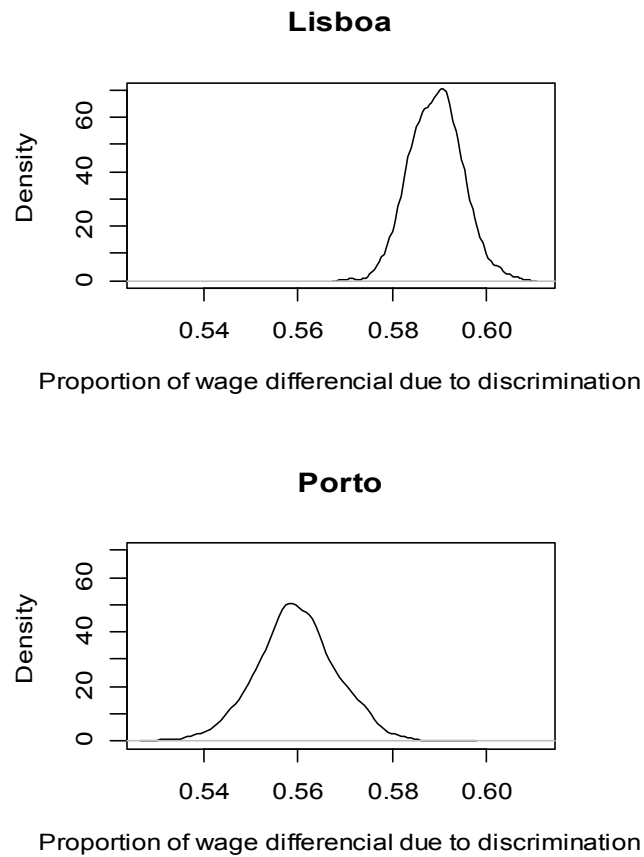 Lisboa
Density
0 20 40 60
0.54 0.56 0.58 0.60
Proportion of wage differencial due to discrimination
Porto
Density
0 20 40 60
0.54 0.56 0.58 0.60
Proportion of wage differencial due to discrimination